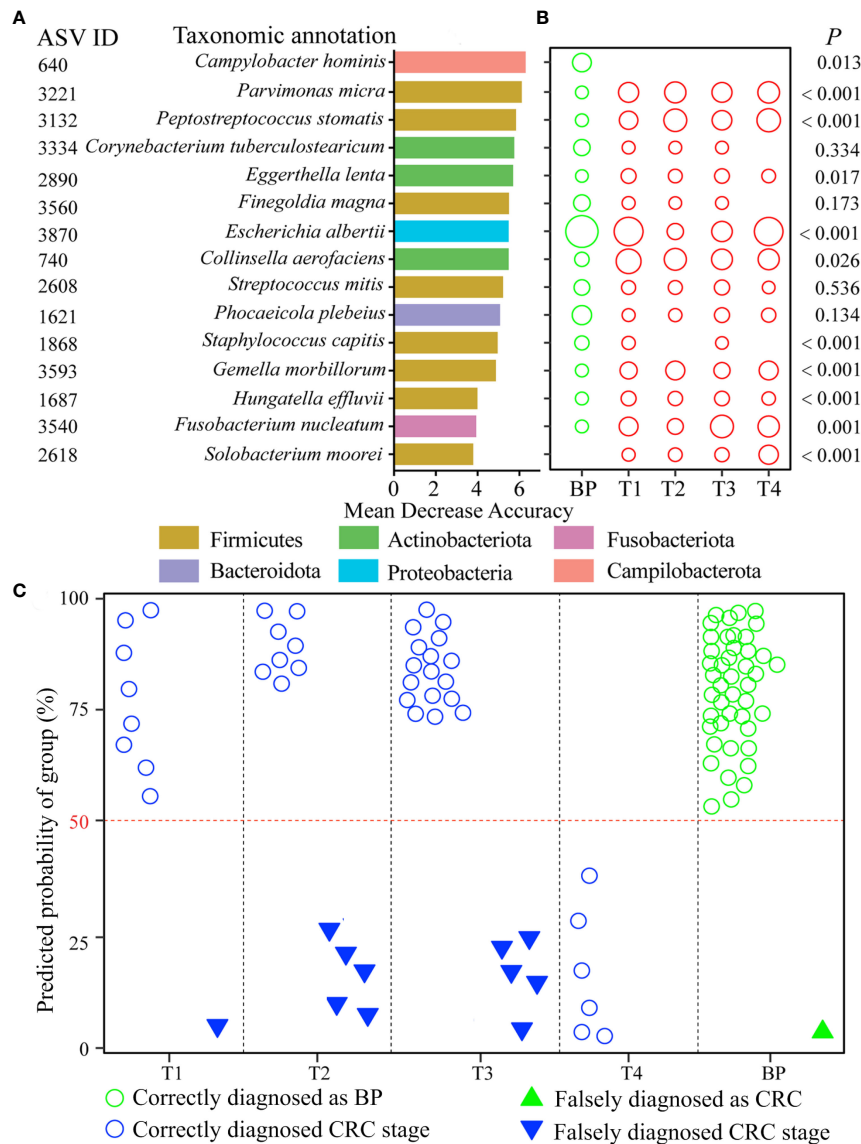 A
ASV ID Taxonomic annotation
B
P
640 Campylobacter hominis 0.013
3221 Parvimonas micra < 0.001
3132 Peptostreptococcus stomatis < 0.001
3334 Corynebacterium tuberculostearicum 0.334
2890 Eggerthella lenta 0.017
3560 Finegoldia magna 0.173
3870 Escherichia albertii < 0.001
740 Collinsella aerofaciens 0.026
2608 Streptococcus mitis 0.536
1621 Phocaeicola plebeius 0.134
1868 Staphylococcus capitis < 0.001
3593 Gemella morbillorum < 0.001
1687 Hungatella effluvii < 0.001
3540 Fusobacterium nucleatum 0.001
2618 Solobacterium moorei < 0.001
0 2 4 6
BP T1 T2 T3 T4
Mean Decrease Accuracy
Firmicutes Actinobacteriota Fusobacteriota
Bacteroidota Proteobacteria Campilobacterota
C
Predicted probability of group (%)
100
75
50
25
0
T1 T2 T3 T4 BP
Correctly diagnosed as BP Falsely diagnosed as CRC
Correctly diagnosed CRC stage Falsely diagnosed CRC stage